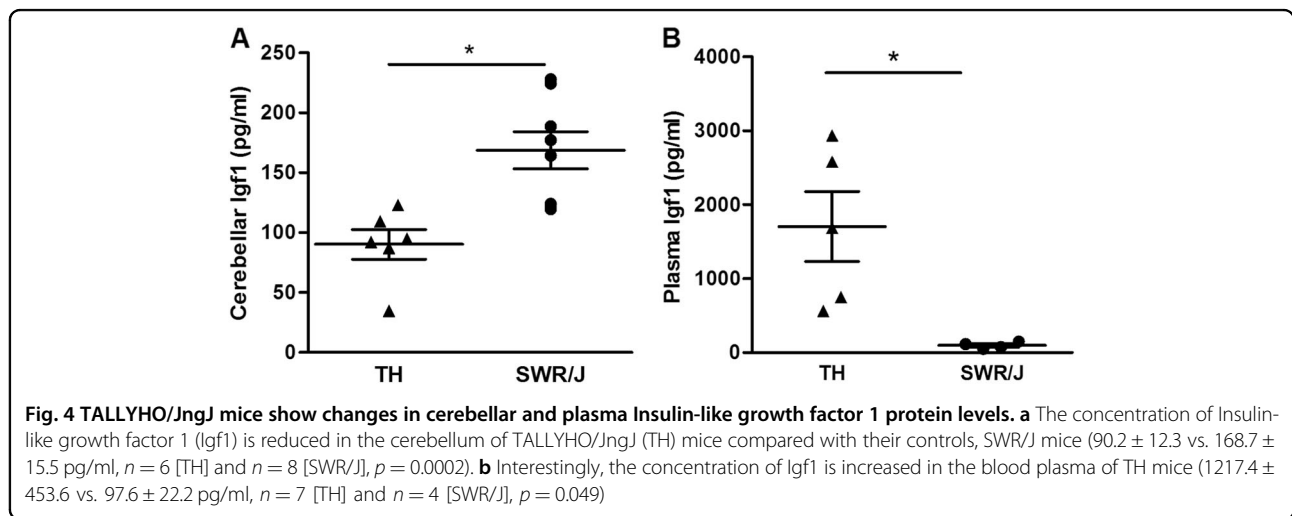 A
*
250
200
150
100
50
0
Cerebellar Igf1 (pg/ml)
TH SWR/J
B
*
4000
3000
2000
1000
0
Plasma Igf1 (pg/ml)
TH SWR/J
Fig. 4 TALLYHO/JngJ mice show changes in cerebellar and plasma Insulin-like growth factor 1 protein levels. a The concentration of Insulin-
like growth factor 1 (Igf1) is reduced in the cerebellum of TALLYHO/JngJ (TH) mice compared with their controls, SWR/J mice (90.2 ± 12.3 vs. 168.7 ±
15.5 pg/ml, n = 6 [TH] and n = 8 [SWR/J], p = 0.0002). b Interestingly, the concentration of Igf1 is increased in the blood plasma of TH mice (1217.4 ±
453.6 vs. 97.6 ± 22.2 pg/ml, n = 7 [TH] and n = 4 [SWR/J], p = 0.049)